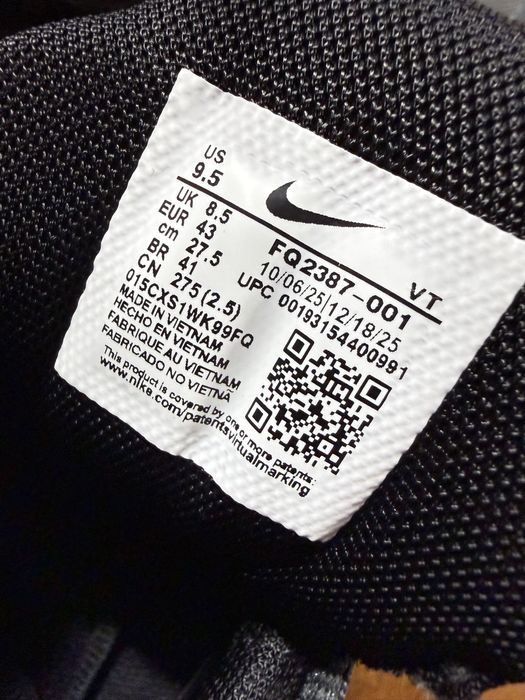 US
9.5
UK 8.5
EUR 43
cm 27.5
BR 41
CN 275(2.5)
015CXS1WK99FQ
MADE IN VIETNAM
HECHO EN VIETNAM
FABRIQUE AU VIETNAM
FABRICADO NO VIETNÃ
This product is covered by one or more patents:
www.nike.com/patentsvirtualmarking
FQ2387-001 VT
10/06/25|12/18/25
UPC 00193154400991